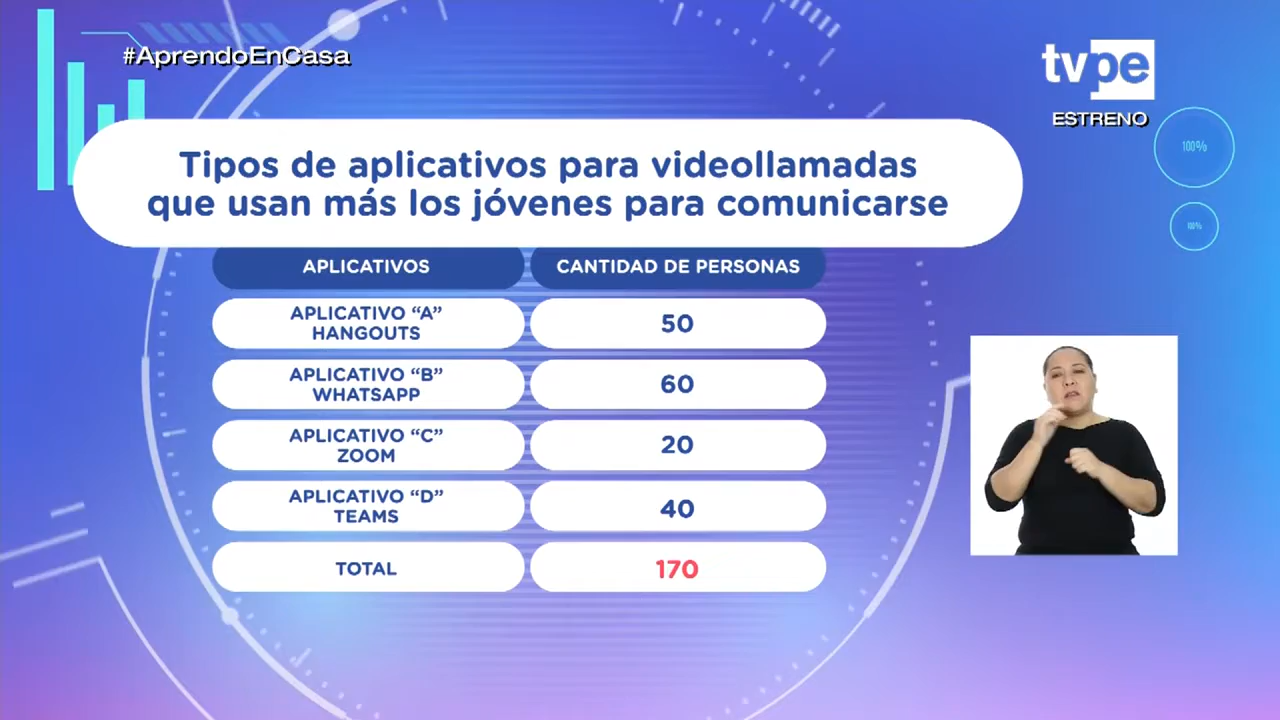 #AprendoEnCasa
tvpe
ESTRENO
100%
100%
Tipos de aplicativos para videollamadas
que usan más los jóvenes para comunicarse
APLICATIVOS CANTIDAD DE PERSONAS
APLICATIVO “A”
HANGOUTS
50
APLICATIVO “B”
WHATSAPP
60
APLICATIVO “C”
ZOOM
20
APLICATIVO “D”
TEAMS
40
TOTAL 170